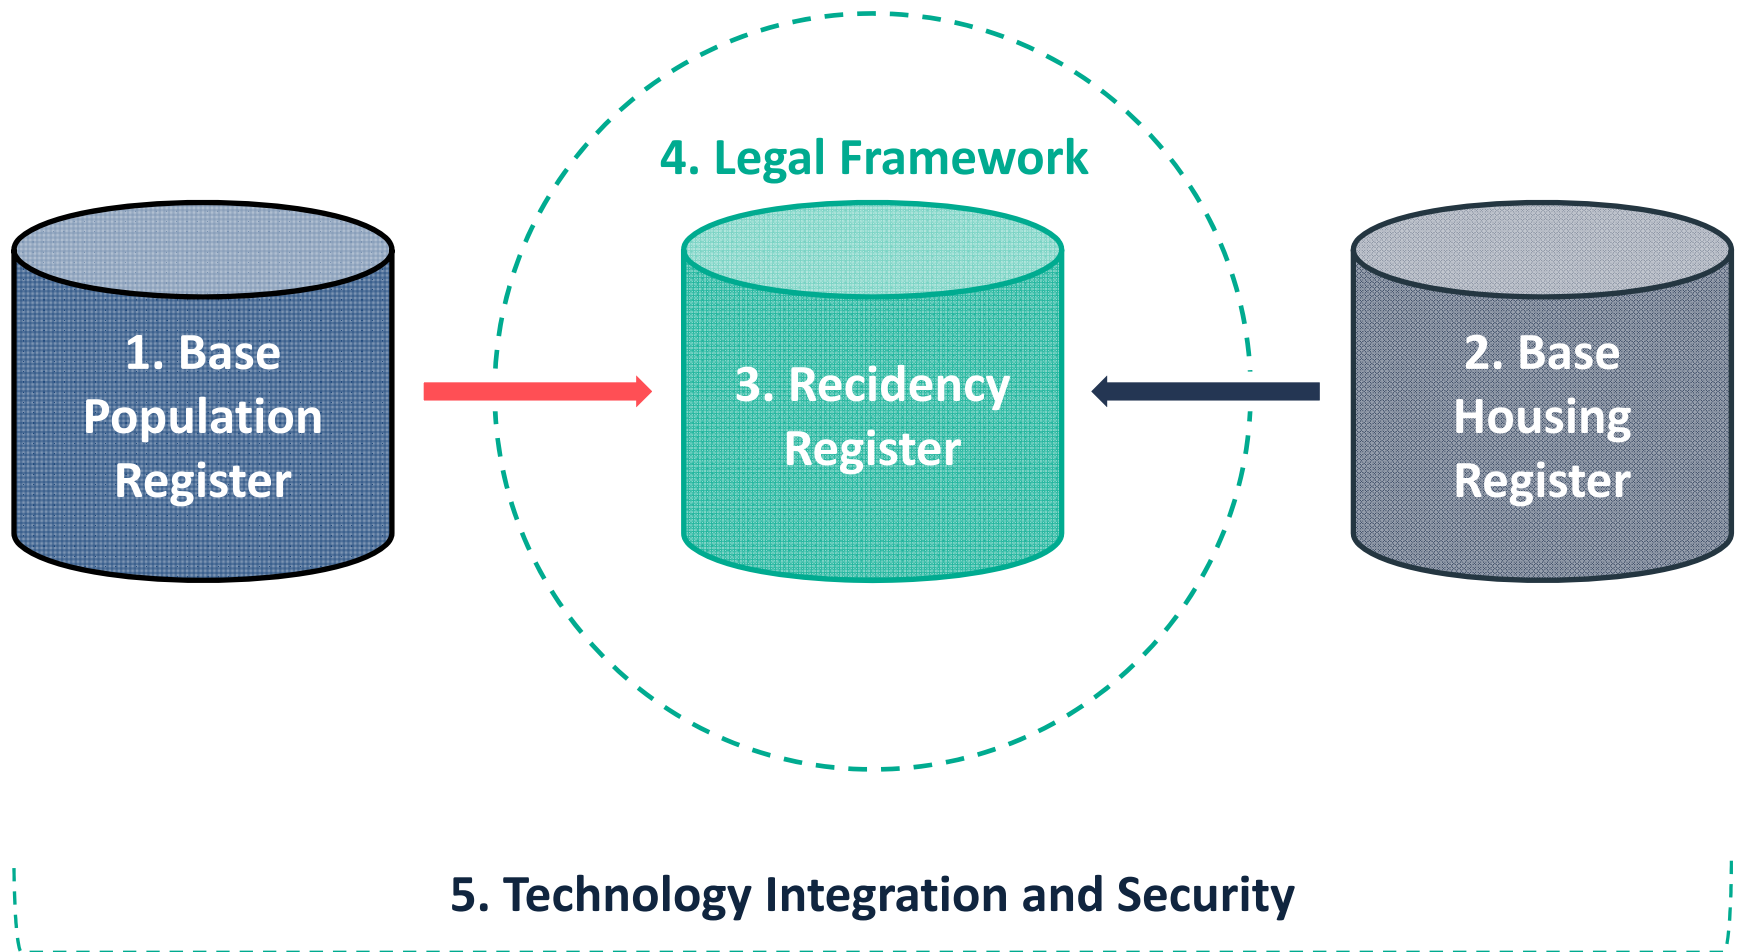 4. Legal Framework
1. Base
Population
Register
3. Recidency
Register
2. Base
Housing
Register
5. Technology Integration and Security